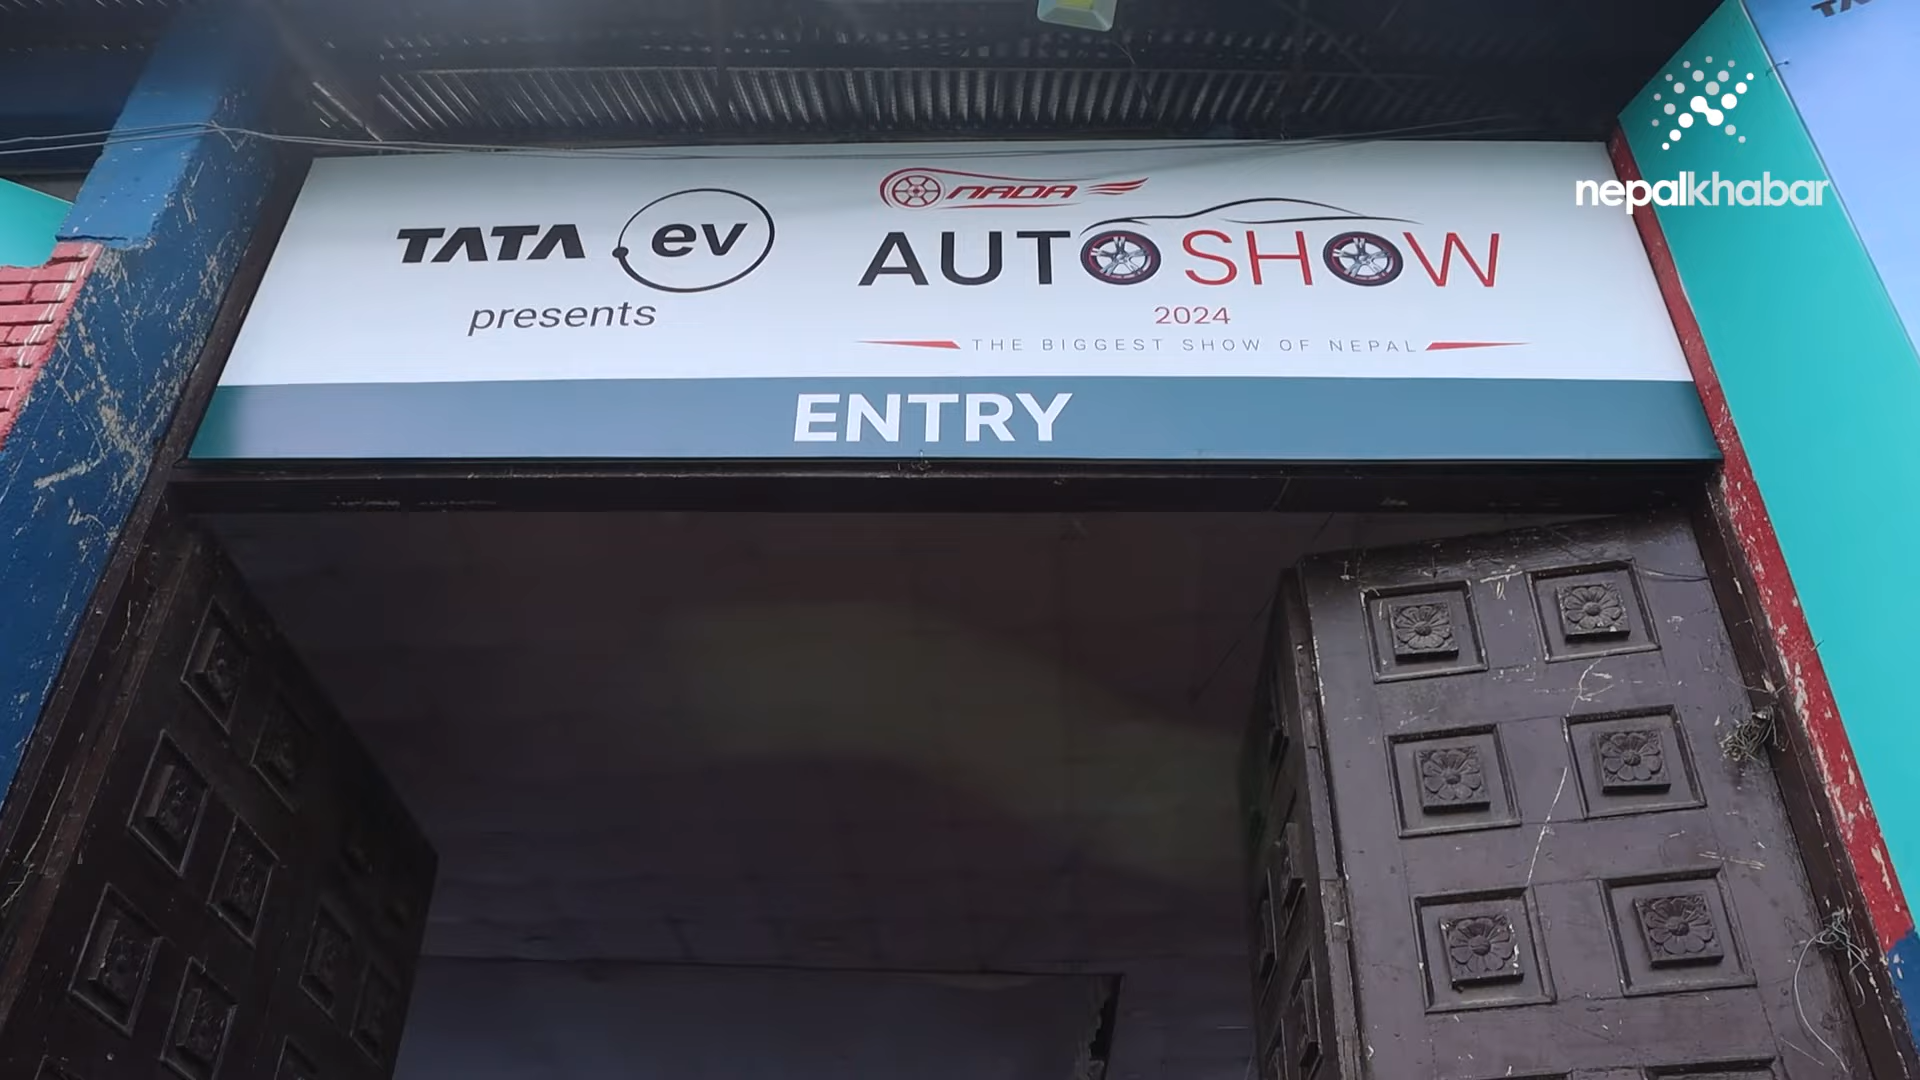 TATA .ev
presents
NADA
AUTO SHOW
2024
THE BIGGEST SHOW OF NEPAL
ENTRY
nepalkhabar